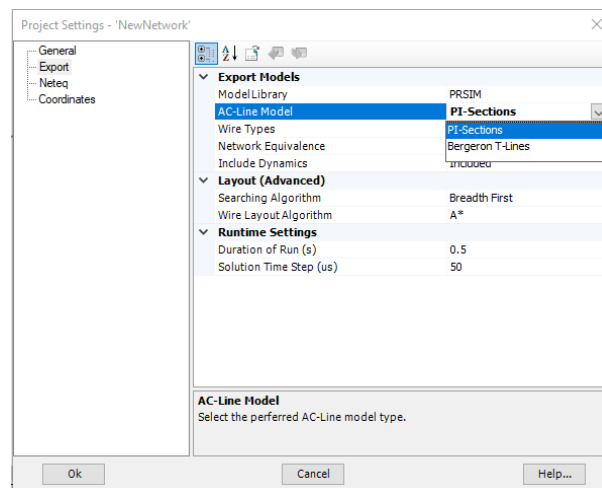 Project Settings - 'NewNetwork'
General
Export
Neteq
Coordinates
Export Models
Model Library PRSIM
AC-Line Model PI-Sections
Wire Types PI-Sections
Network Equivalence Bergeron T-Lines
Include Dynamics Included
Layout (Advanced)
Searching Algorithm Breadth First
Wire Layout Algorithm A*
Runtime Settings
Duration of Run (s) 0.5
Solution Time Step (us) 50
AC-Line Model
Select the perferred AC-Line model type.
Ok Cancel Help...